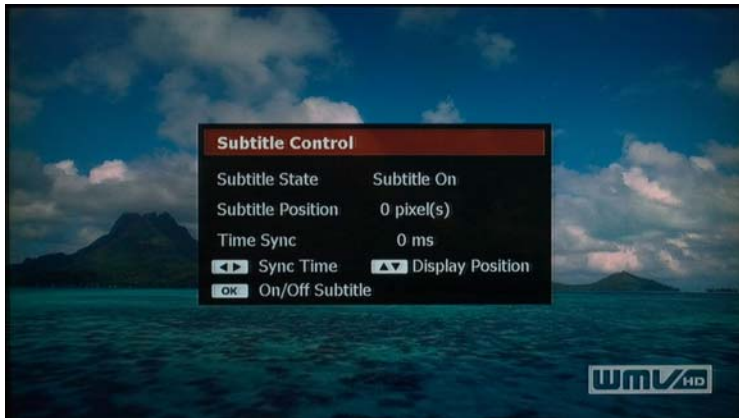 Subtitle Control
Subtitle State Subtitle On
Subtitle Position 0 pixel(s)
Time Sync 0 ms
Sync Time Display Position
OK On/Off Subtitle
WMV HD